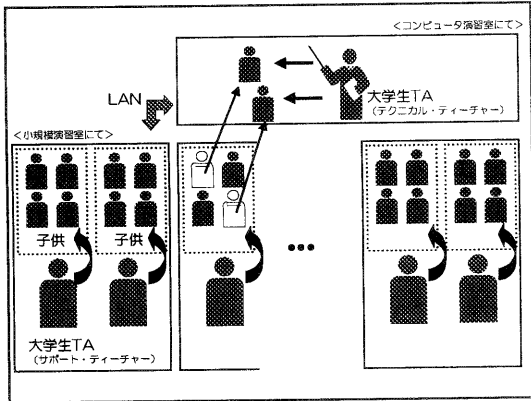 <コンピュータ演習室にて>
LAN
大学生TA
(テクニカル・ティーチャー)
<小規模演習室にて>
子供
子供
大学生TA
(サポート・ティーチャー)